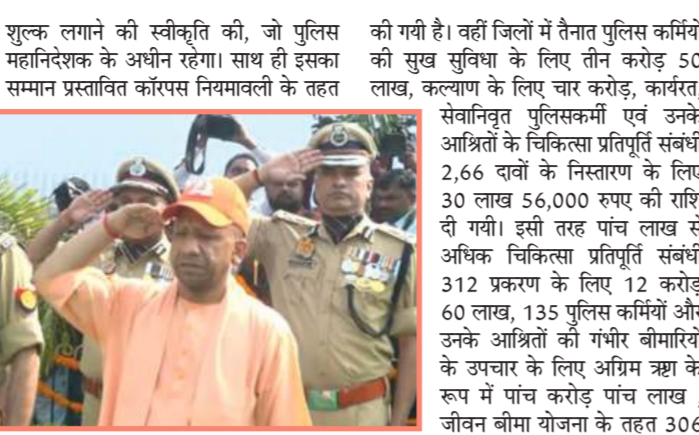 शुल्क लगाने की स्वीकृति की, जो पुलिस
महानिदेशक के अधीन रहेगा। साथ ही इसका
सम्मान प्रस्तावित कॉरपस नियमावली के तहत
की गयी है। वहीं जिलों में तैनात पुलिस कर्मियो
की सुख सुविधा के लिए तीन करोड़ 50
लाख, कल्याण के लिए चार करोड़, कार्यरत,
सेवानिवृत पुलिसकर्मी एवं उनके
आश्रितों के चिकित्सा प्रतिपूर्ति संबंधी
2,66 दावों के निस्तारण के लिए
30 लाख 56,000 रुपए की राशि
दी गयी। इसी तरह पांच लाख से
अधिक चिकित्सा प्रतिपूर्ति संबंधी
312 प्रकरण के लिए 12 करोड़
60 लाख, 135 पुलिस कर्मियों और
उनके आश्रितों की गंभीर बीमारियो
के उपचार के लिए अग्रिम ऋण के
रूप में पांच करोड़ पांच लाख ,
जीवन बीमा योजना के तहत 306